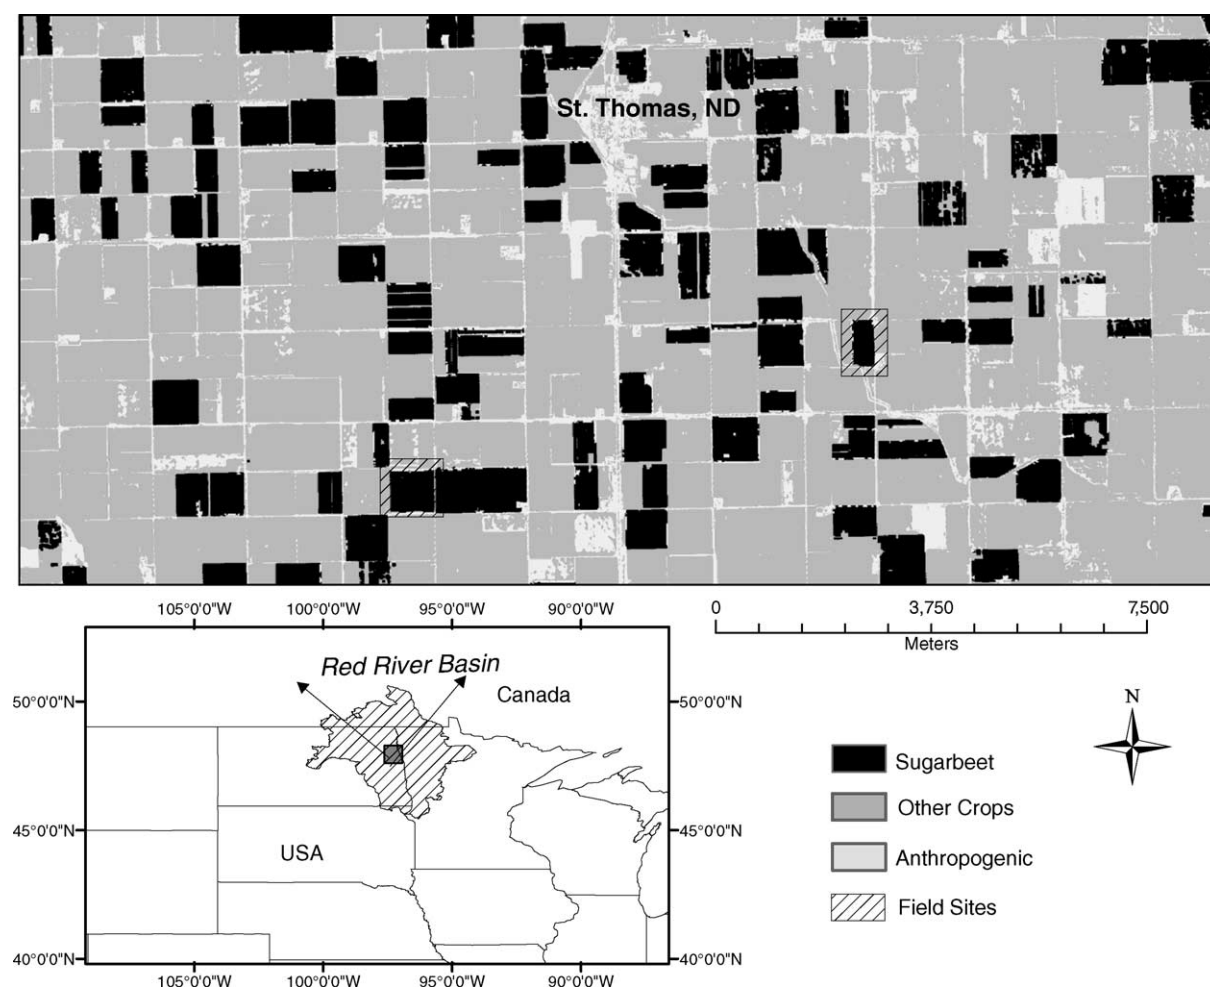 St. Thomas, ND
105°0'0"W 100°0'0"W 95°0'0"W 90°0'0"W
0 3,750 7,500
Meters
Red River Basin
Canada
50°0'0"N 50°0'0"N
N
Sugarbeet
Other Crops
45°0'0"N 45°0'0"N
USA
Anthropogenic
Field Sites
40°0'0"N 40°0'0"N
105°0'0"W 100°0'0"W 95°0'0"W 90°0'0"W